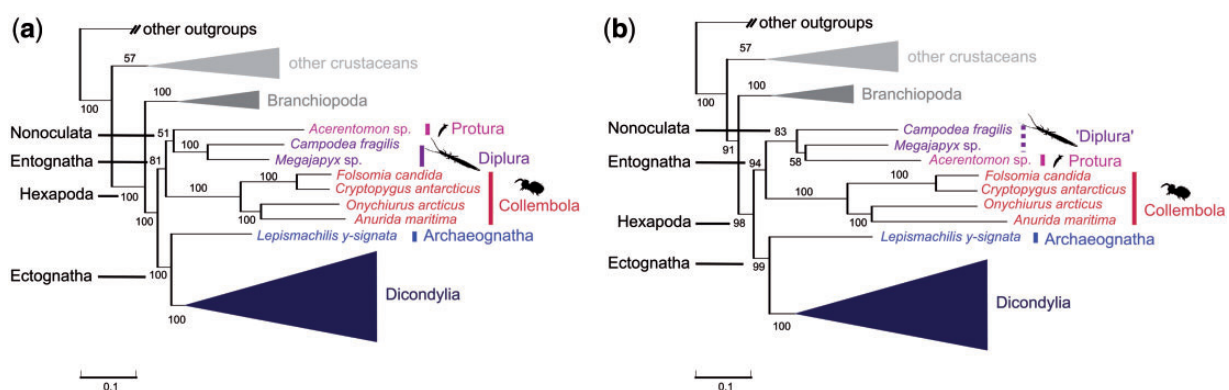 (a)
other outgroups
57
other crustaceans
100
100
Branchiopoda
Nonoculata
51
Acerentomon sp.
Protura
Campodea fragilis
Entognatha
81
100
Megajapyx sp.
Diplura
100
Folsomia candida
100
Cryptopygus antarcticus
Hexapoda
100
Onychiurus arcticus
Collembola
100
100
Anurida maritima
Lepismachilis y-signata
Archaeognatha
Ectognatha
100
Dicondylia
100
0.1
(b)
other outgroups
57
other crustaceans
100
100
Branchiopoda
Nonoculata
83
Campodea fragilis
'Diplura'
91
Megajapyx sp.
Entognatha
94
58
Acerentomon sp.
Protura
100
Folsomia candida
100
Cryptopygus antarcticus
Onychiurus arcticus
Collembola
Hexapoda
98
100
Anurida maritima
Lepismachilis y-signata
Archaeognatha
Ectognatha
99
Dicondylia
100
0.1